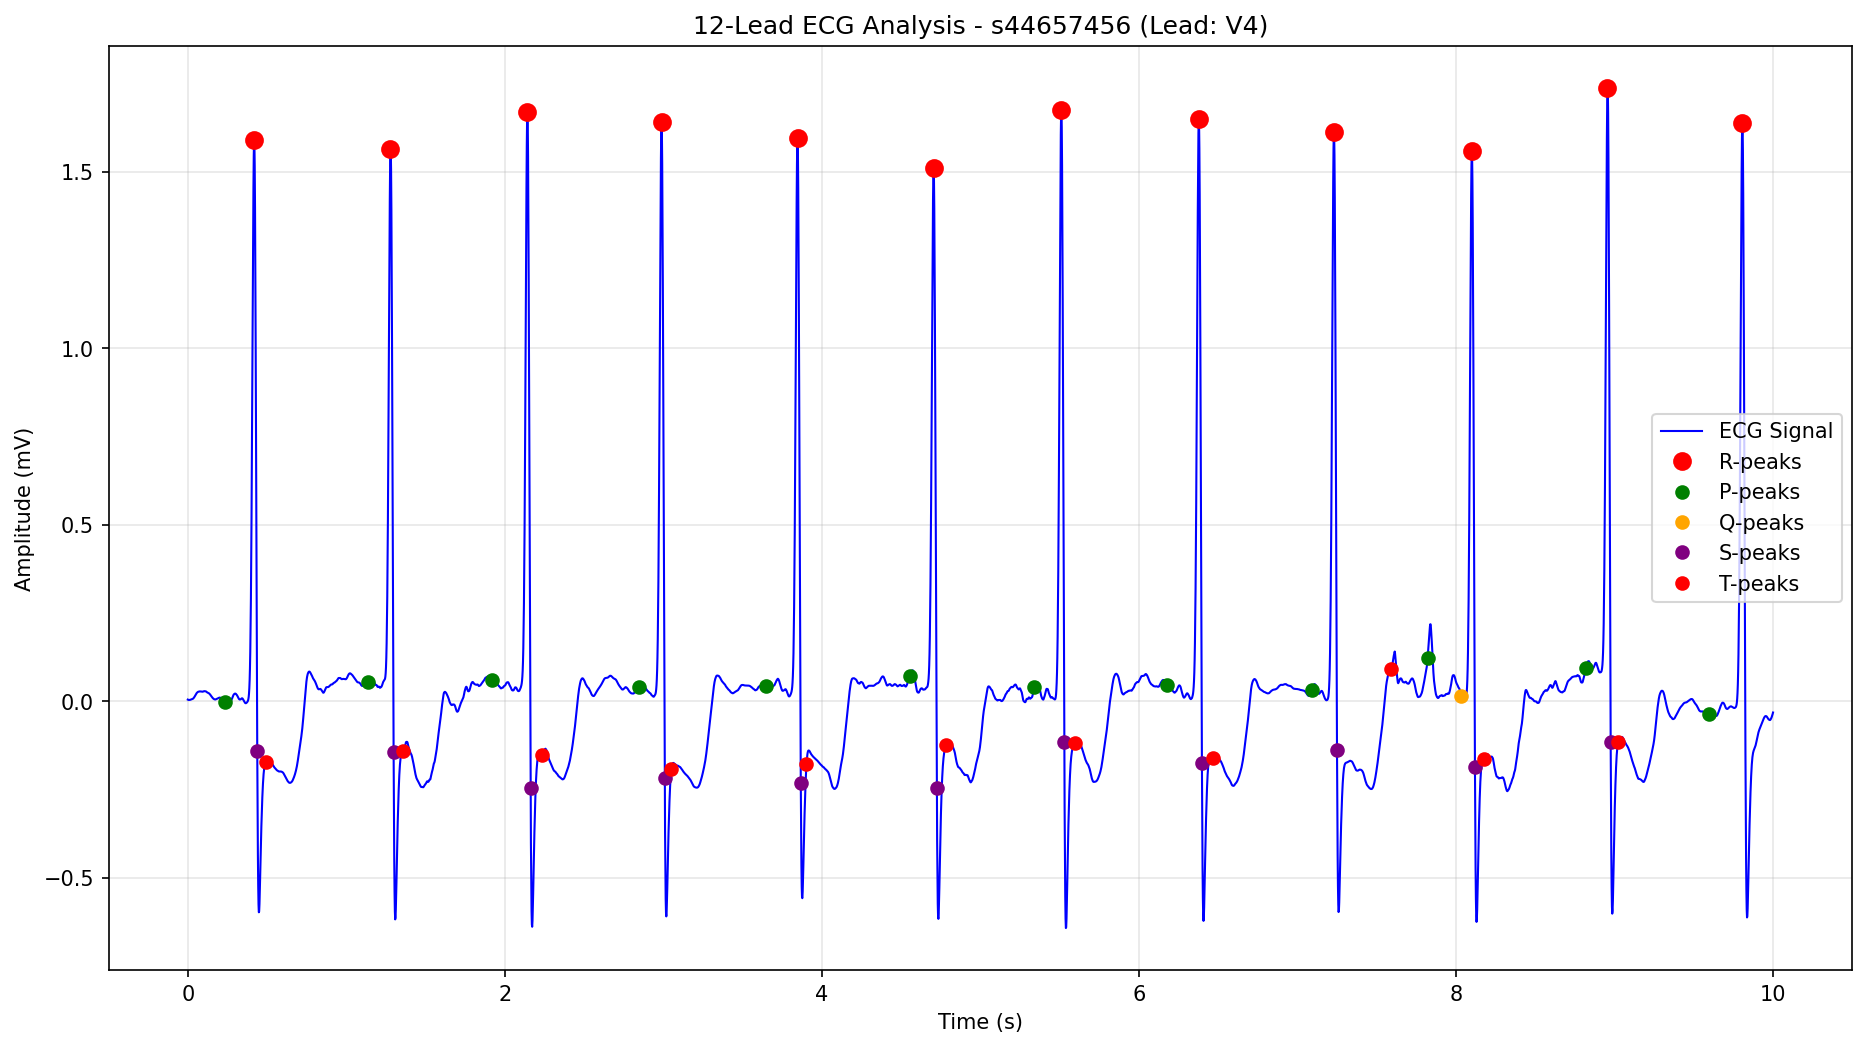 12-Lead ECG Analysis - s44657456 (Lead: V4)
Amplitude (mV)
1.5
1.0
0.5
0.0
−0.5
0 2 4 6 8 10
Time (s)
ECG Signal
R-peaks
P-peaks
Q-peaks
S-peaks
T-peaks